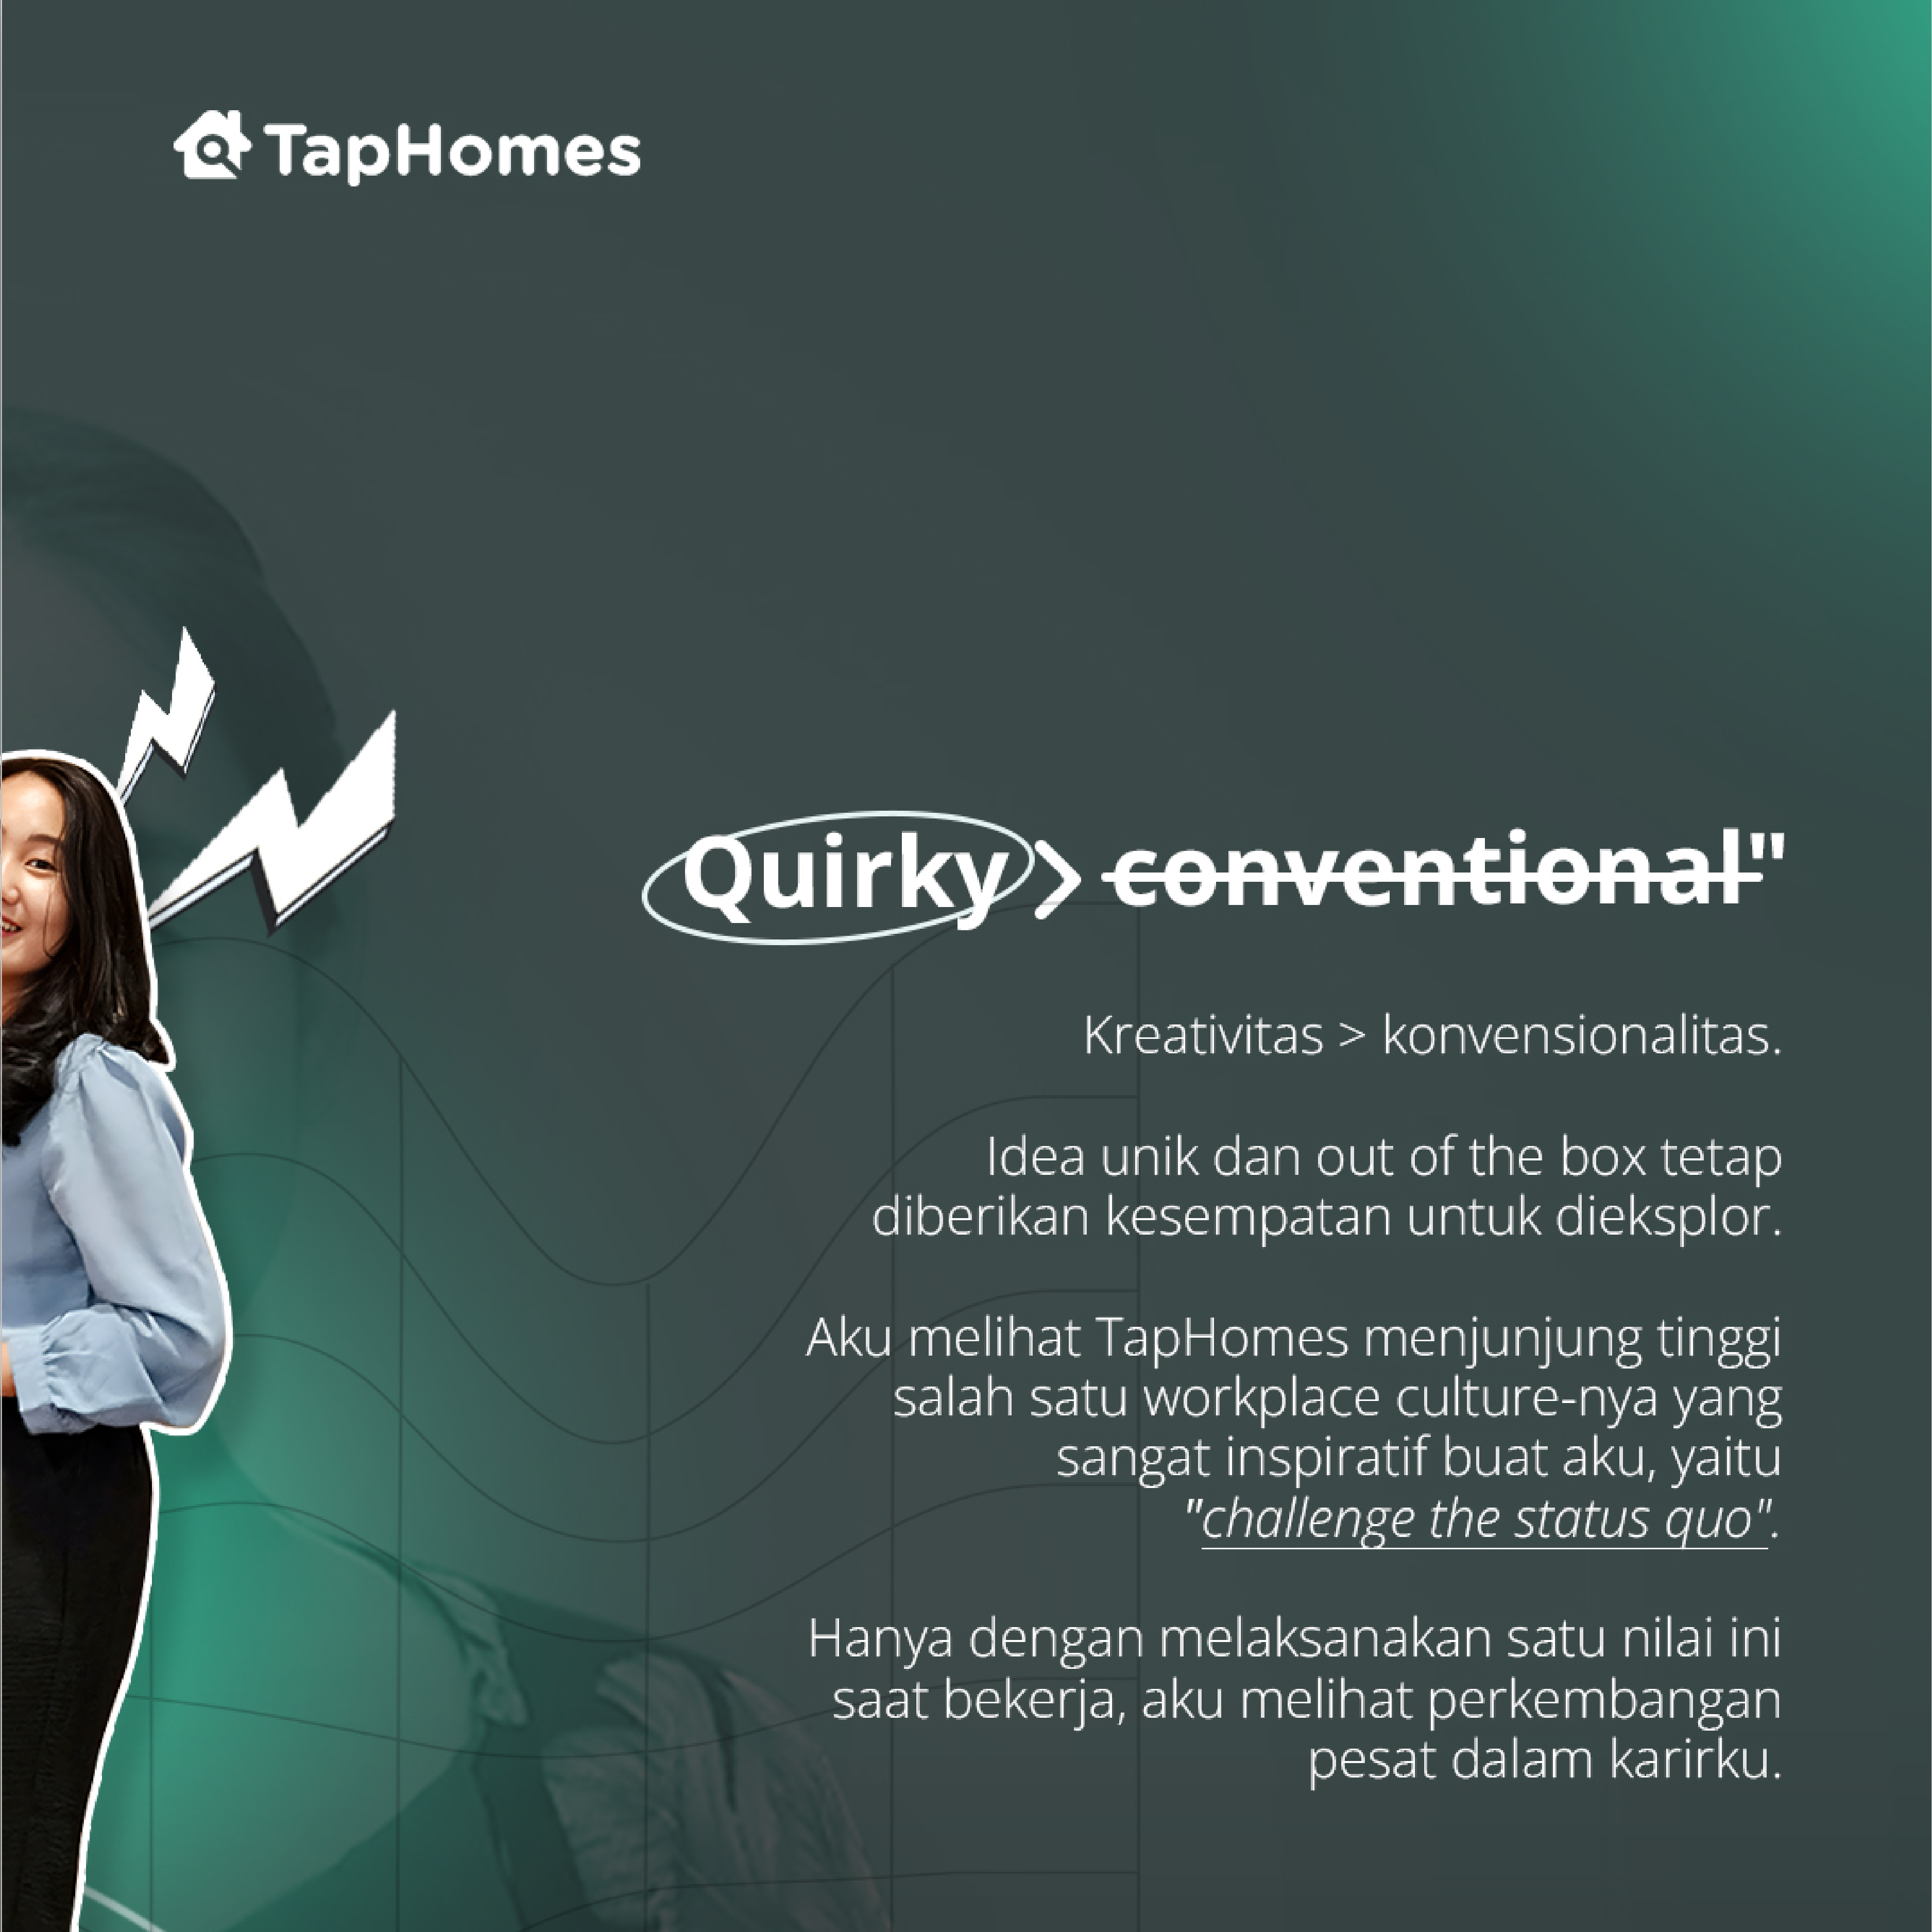 TapHomes
Quirky > conventional"
Kreativitas > konvensionalitas.
Idea unik dan out of the box tetap
diberikan kesempatan untuk dieksplor.
Aku melihat TapHomes menjunjung tinggi
salah satu workplace culture-nya yang
sangat inspiratif buat aku, yaitu
"challenge the status quo".
Hanya dengan melaksanakan satu nilai ini
saat bekerja, aku melihat perkembangan
pesat dalam karirku.